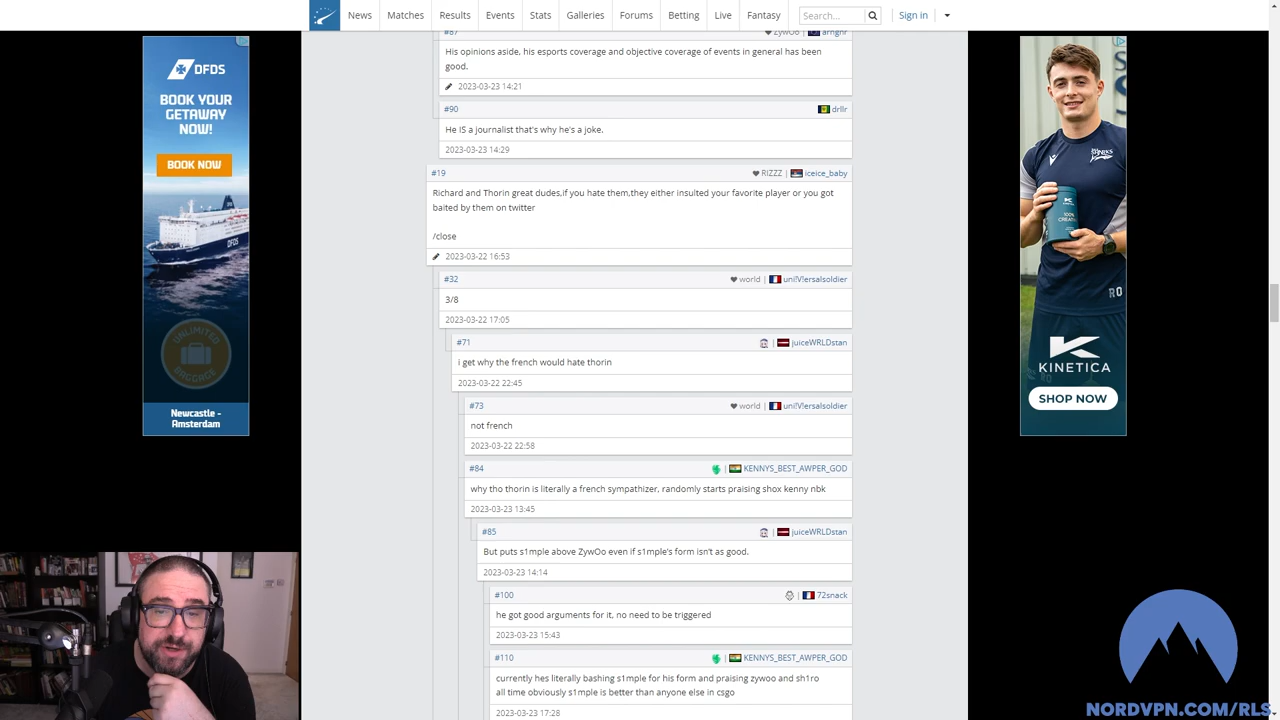 News
Matches
Results
Events
Stats
Galleries
Forums
Betting
Live
Fantasy
Search...
Sign in
#87
ZywOo
arnghr
His opinions aside, his esports coverage and objective coverage of events in general has been
good.
2023-03-23 14:21
#90
drllr
He IS a journalist that's why he's a joke.
2023-03-23 14:29
#19
RIZZZ | iceice_baby
Richard and Thorin great dudes,if you hate them,they either insulted your favorite player or you got
baited by them on twitter
/close
2023-03-22 16:53
#32
world | uni!V!ersalsoldier
3/8
2023-03-22 17:05
#71
| juiceWRLDstan
i get why the french would hate thorin
2023-03-22 22:45
#73
world | uni!V!ersalsoldier
not french
2023-03-22 22:58
#84
| KENNYS_BEST_AWPER_GOD
why tho thorin is literally a french sympathizer, randomly starts praising shox kenny nbk
2023-03-23 13:45
#85
| juiceWRLDstan
But puts s1mple above ZywOo even if s1mple's form isn't as good.
2023-03-23 14:14
#100
| 72snack
he got good arguments for it, no need to be triggered
2023-03-23 15:43
#110
| KENNYS_BEST_AWPER_GOD
currently hes literally bashing s1mple for his form and praising zywoo and sh1ro
all time obviously s1mple is better than anyone else in csgo
2023-03-23 17:28
DFDS
BOOK YOUR
GETAWAY
NOW!
BOOK NOW
DFDS
UNLIMITED
BAGGAGE
Newcastle -
Amsterdam
KINETICA
SHOP NOW
NORDVPN.COM/RLS